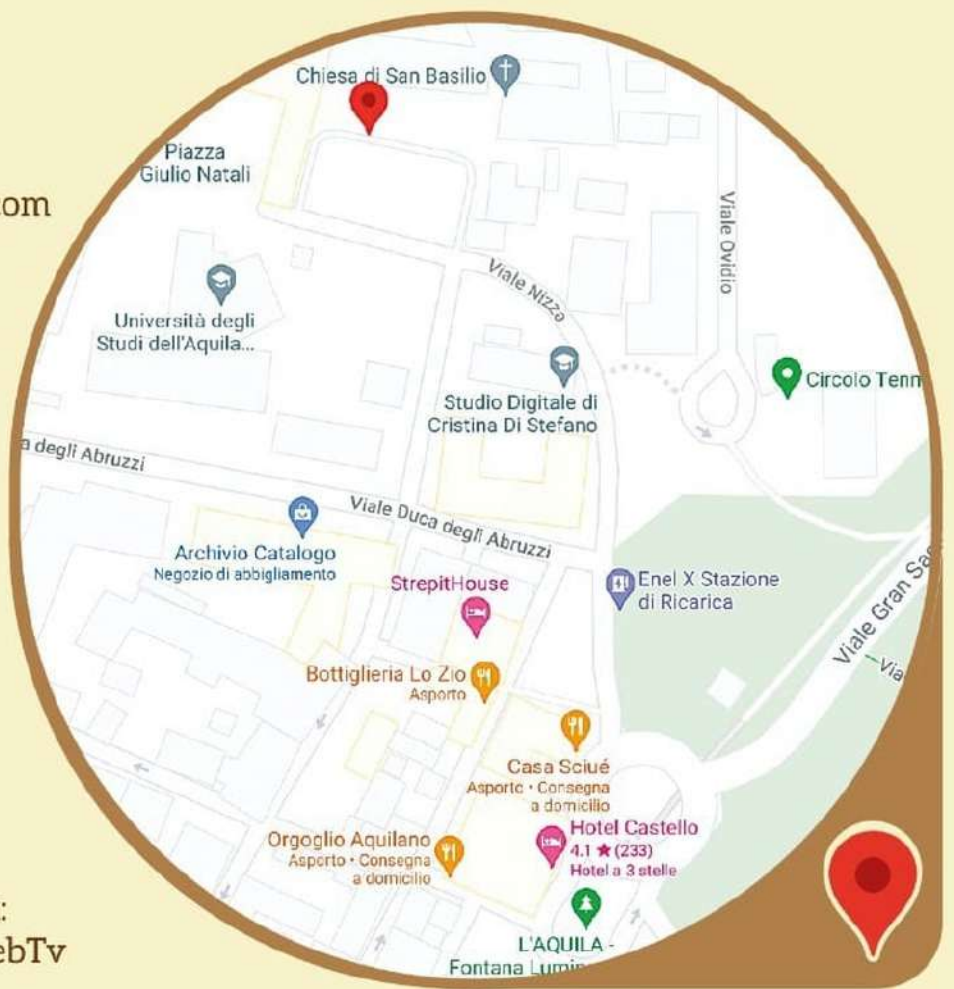 Chiesa di San Basilio
Piazza
Giulio Natali
om
Viale Ovidio
Viale Nizza
Università degli
Studi dell'Aquila...
Circolo Tenn
Studio Digitale di
Cristina Di Stefano
a degli Abruzzi
Viale Duca degli Abruzzi
Archivio Catalogo
Negozio di abbigliamento
StrepitHouse
Enel X Stazione
di Ricarica
Viale Gran Sas
Via
Bottiglieria Lo Zio
Asporto
Casa Sciué
Asporto · Consegna
a domicilio
Orgoglio Aquilano
Asporto · Consegna
a domicilio
Hotel Castello
4.1 ★ (233)
Hotel a 3 stelle
:
ebTv
L'AQUILA -
Fontana Lumin